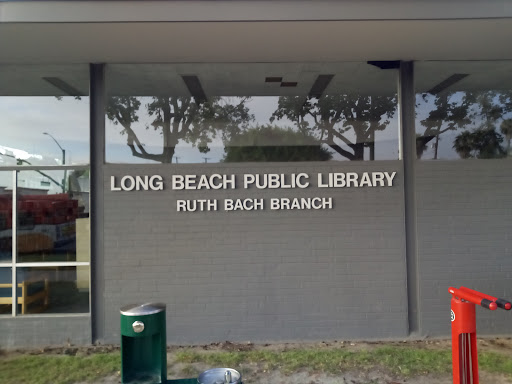 LONG BEACH PUBLIC LIBRARY
RUTH BACH BRANCH